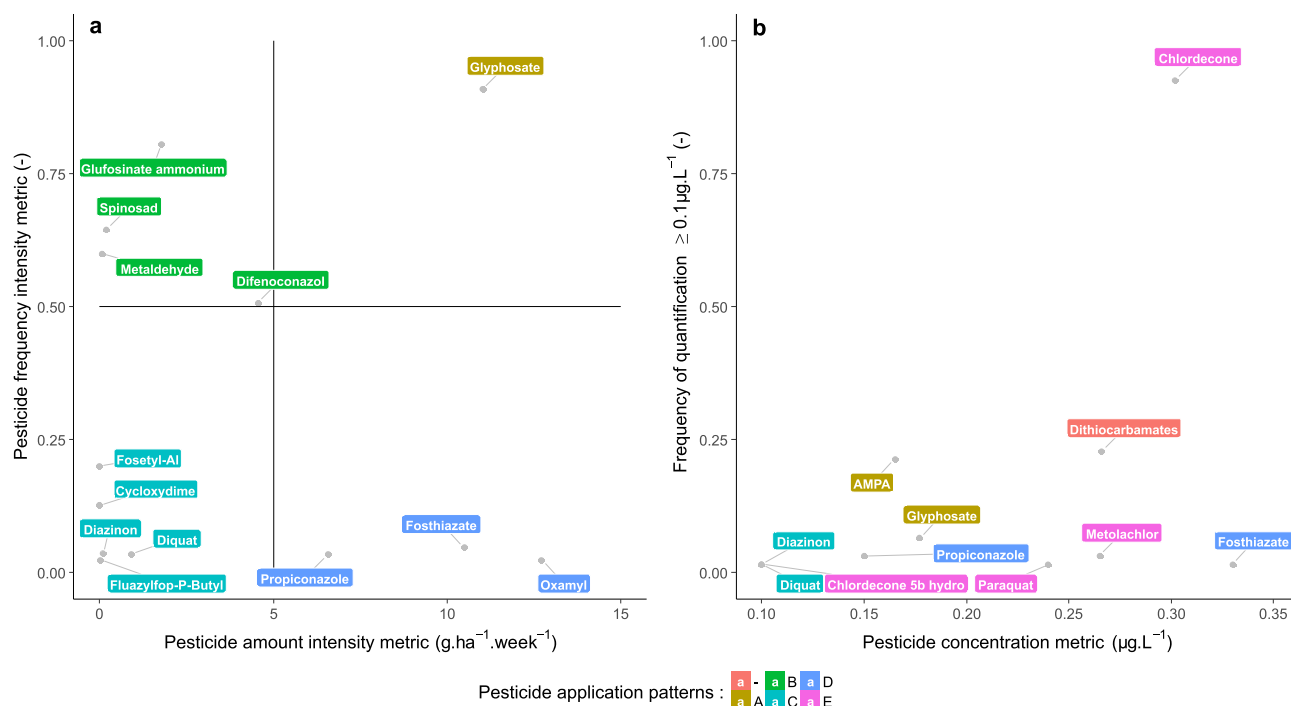 a
1.00
0.75
0.50
0.25
0.00
Pesticide frequency intensity metric (-)
Glyphosate
Glufosinate ammonium
Spinosad
Metaldehyde
Difenoconazol
Fosetyl-Al
Cycloxydime
Diazinon
Diquat
Fluazylfop-P-Butyl
Fosthiazate
Propiconazole
Oxamyl
0
5
10
15
Pesticide amount intensity metric (g.ha⁻¹.week⁻¹)
b
1.00
0.75
0.50
0.25
0.00
Frequency of quantification ≥ 0.1µg.L⁻¹ (-)
Chlordecone
Dithiocarbamates
AMPA
Glyphosate
Diazinon
Propiconazole
Metolachlor
Fosthiazate
Diquat
Chlordecone 5b hydro
Paraquat
0.10
0.15
0.20
0.25
0.30
0.35
Pesticide concentration metric (µg.L⁻¹)
Pesticide application patterns :
a - a B a D
a A a C a E